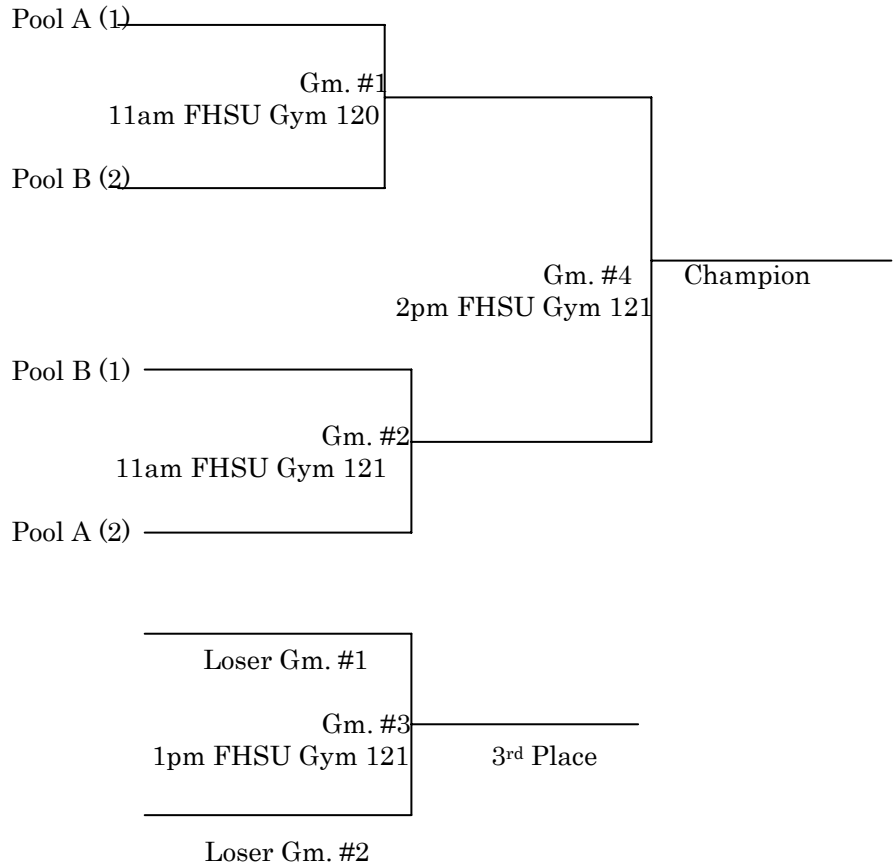 Pool A (1)
Gm. #1
11am FHSU Gym 120
Pool B (2)
Gm. #4
2pm FHSU Gym 121
Champion
Pool B (1)
Gm. #2
11am FHSU Gym 121
Pool A (2)
Loser Gm. #1
Gm. #3
1pm FHSU Gym 121
3rd Place
Loser Gm. #2